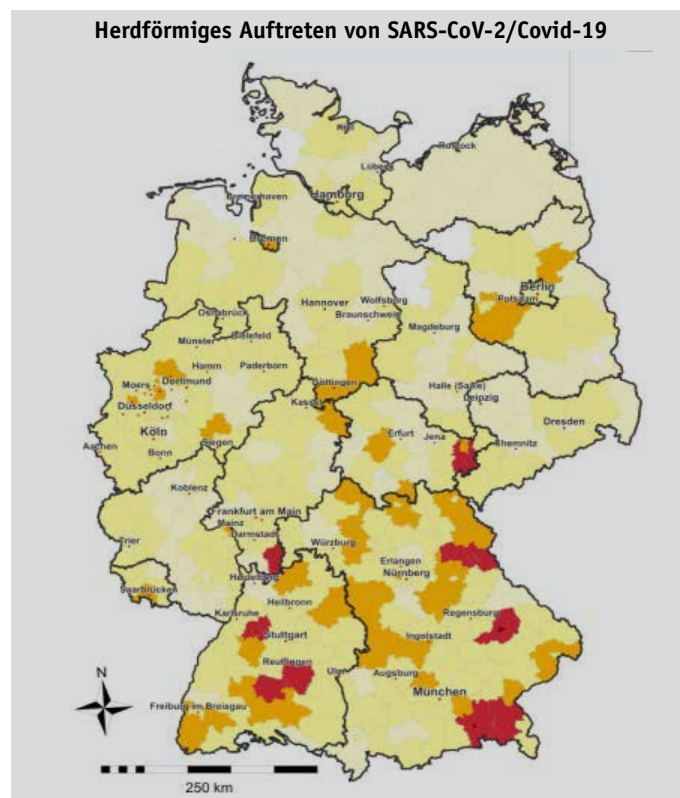 Herdförmiges Auftreten von SARS-CoV-2/Covid-19
Kiel
Rostock
Lübeck
Hamburg
Bremerhaven
Bremen
Berlin
Potsdam
Hannover
Wolfsburg
Braunschweig
Osnabrück
Magdeburg
Münster
Bielefeld
Hamm
Paderborn
Moers
Dortmund
Göttingen
Halle (Saale)
Leipzig
Düsseldorf
Kassel
Dresden
Köln
Erfurt
Jena
Chemnitz
Aachen
Siegen
Bonn
Koblenz
Frankfurt am Main
Mainz
Darmstadt
Würzburg
Trier
Erlangen
Nürnberg
Heidelberg
Saarbrücken
Heilbronn
Karlsruhe
Regensburg
Stuttgart
Ingolstadt
Reutlingen
Ulm
Augsburg
München
N
Freiburg im Breisgau
250 km